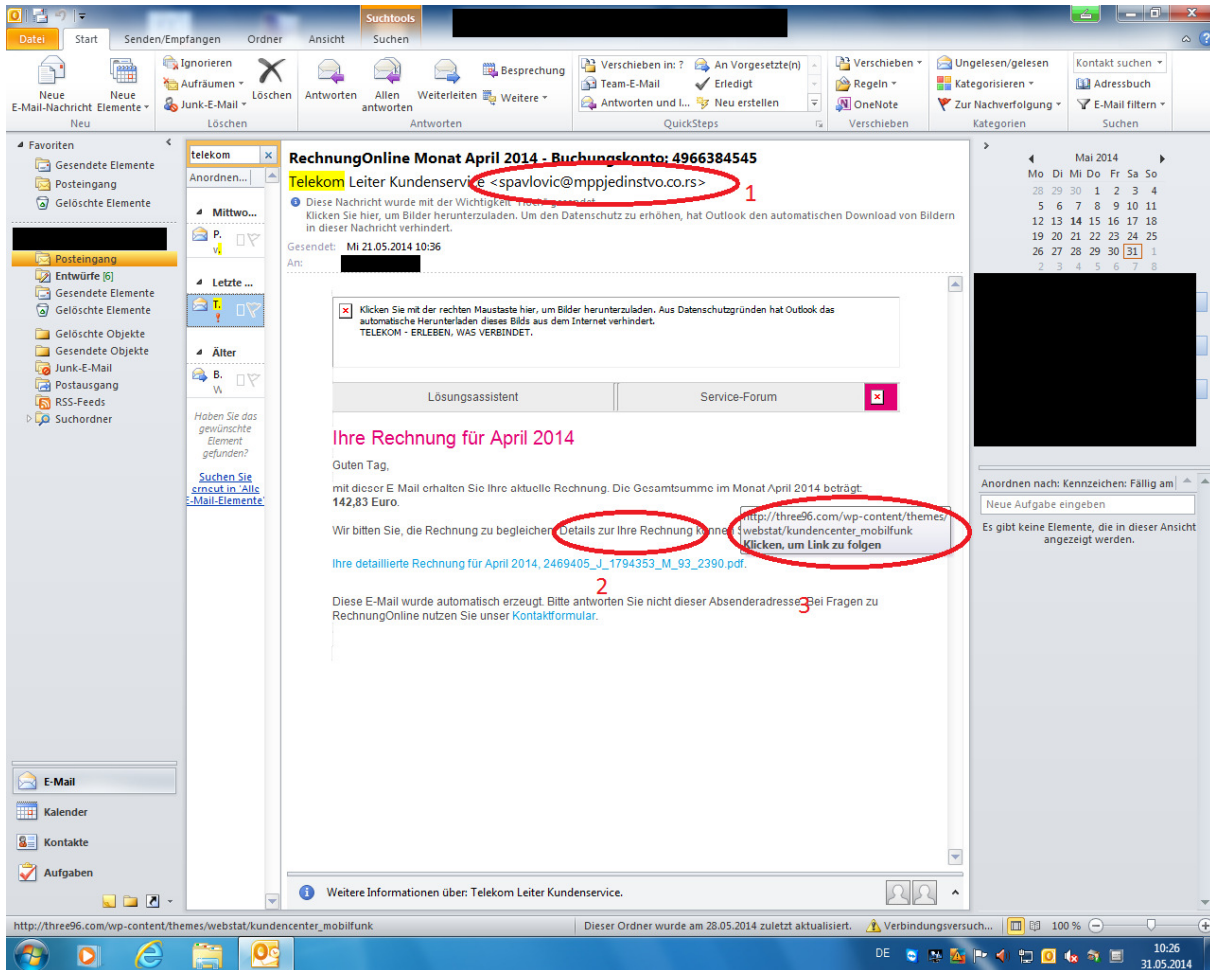 Suchtools
Datei Start Senden/Empfangen Ordner Ansicht Suchen
Neue E-Mail-Nachricht
Neue Elemente
Neu
Ignorieren
Aufräumen
Junk-E-Mail
Löschen
Löschen
Antworten
Allen antworten
Weiterleiten
Besprechung
Weitere
Antworten
Verschieben in: ?
Team-E-Mail
Antworten und l...
An Vorgesetzte(n)
Erledigt
Neu erstellen
QuickSteps
Verschieben
Regeln
OneNote
Verschieben
Ungelesen/gelesen
Kategorisieren
Zur Nachverfolgung
Kategorien
Kontakt suchen
Adressbuch
E-Mail filtern
Suchen
Favoriten
Gesendete Elemente
Posteingang
Gelöschte Elemente
Posteingang
Entwürfe [6]
Gesendete Elemente
Gelöschte Elemente
Gelöschte Objekte
Gesendete Objekte
Junk-E-Mail
Postausgang
RSS-Feeds
Suchordner
E-Mail
Kalender
Kontakte
Aufgaben
telekom
Anordnen...
Mittwo...
P.
v.
Letzte ...
T.
Älter
B.
W
Haben Sie das
gewünschte
Element
gefunden?
Suchen Sie
erneut in 'Alle
E-Mail-Elemente'
RechnungOnline Monat April 2014 - Buchungskonto: 4966384545
Telekom Leiter Kundenservice <spavlovic@mppjedinstvo.co.rs>
1
Diese Nachricht wurde mit der Wichtigkeit "Hoch" gesendet.
Klicken Sie hier, um Bilder herunterzuladen. Um den Datenschutz zu erhöhen, hat Outlook den automatischen Download von Bildern
in dieser Nachricht verhindert.
Gesendet: Mi 21.05.2014 10:36
An:
Klicken Sie mit der rechten Maustaste hier, um Bilder herunterzuladen. Aus Datenschutzgründen hat Outlook das
automatische Herunterladen dieses Bilds aus dem Internet verhindert.
TELEKOM - ERLEBEN, WAS VERBINDET.
Lösungsassistent Service-Forum
Ihre Rechnung für April 2014
Guten Tag,
mit dieser E-Mail erhalten Sie Ihre aktuelle Rechnung. Die Gesamtsumme im Monat April 2014 beträgt:
142,83 Euro.
Wir bitten Sie, die Rechnung zu begleichen. Details zur Ihre Rechnung können
http://three96.com/wp-content/themes/
webstat/kundencenter_mobilfunk
Klicken, um Link zu folgen
Ihre detaillierte Rechnung für April 2014, 2469405_J_1794353_M_93_2390.pdf.
2
3
Diese E-Mail wurde automatisch erzeugt. Bitte antworten Sie nicht dieser Absenderadresse. Bei Fragen zu
RechnungOnline nutzen Sie unser Kontaktformular.
Weitere Informationen über: Telekom Leiter Kundenservice.
Mai 2014
Mo Di Mi Do Fr Sa So
28 29 30 1 2 3 4
5 6 7 8 9 10 11
12 13 14 15 16 17 18
19 20 21 22 23 24 25
26 27 28 29 30 31 1
2 3 4 5 6 7 8
Anordnen nach: Kennzeichen: Fällig am
Neue Aufgabe eingeben
Es gibt keine Elemente, die in dieser Ansicht
angezeigt werden.
http://three96.com/wp-content/themes/webstat/kundencenter_mobilfunk
Dieser Ordner wurde am 28.05.2014 zuletzt aktualisiert.
Verbindungsversuch...
100 %
DE
10:26
31.05.2014